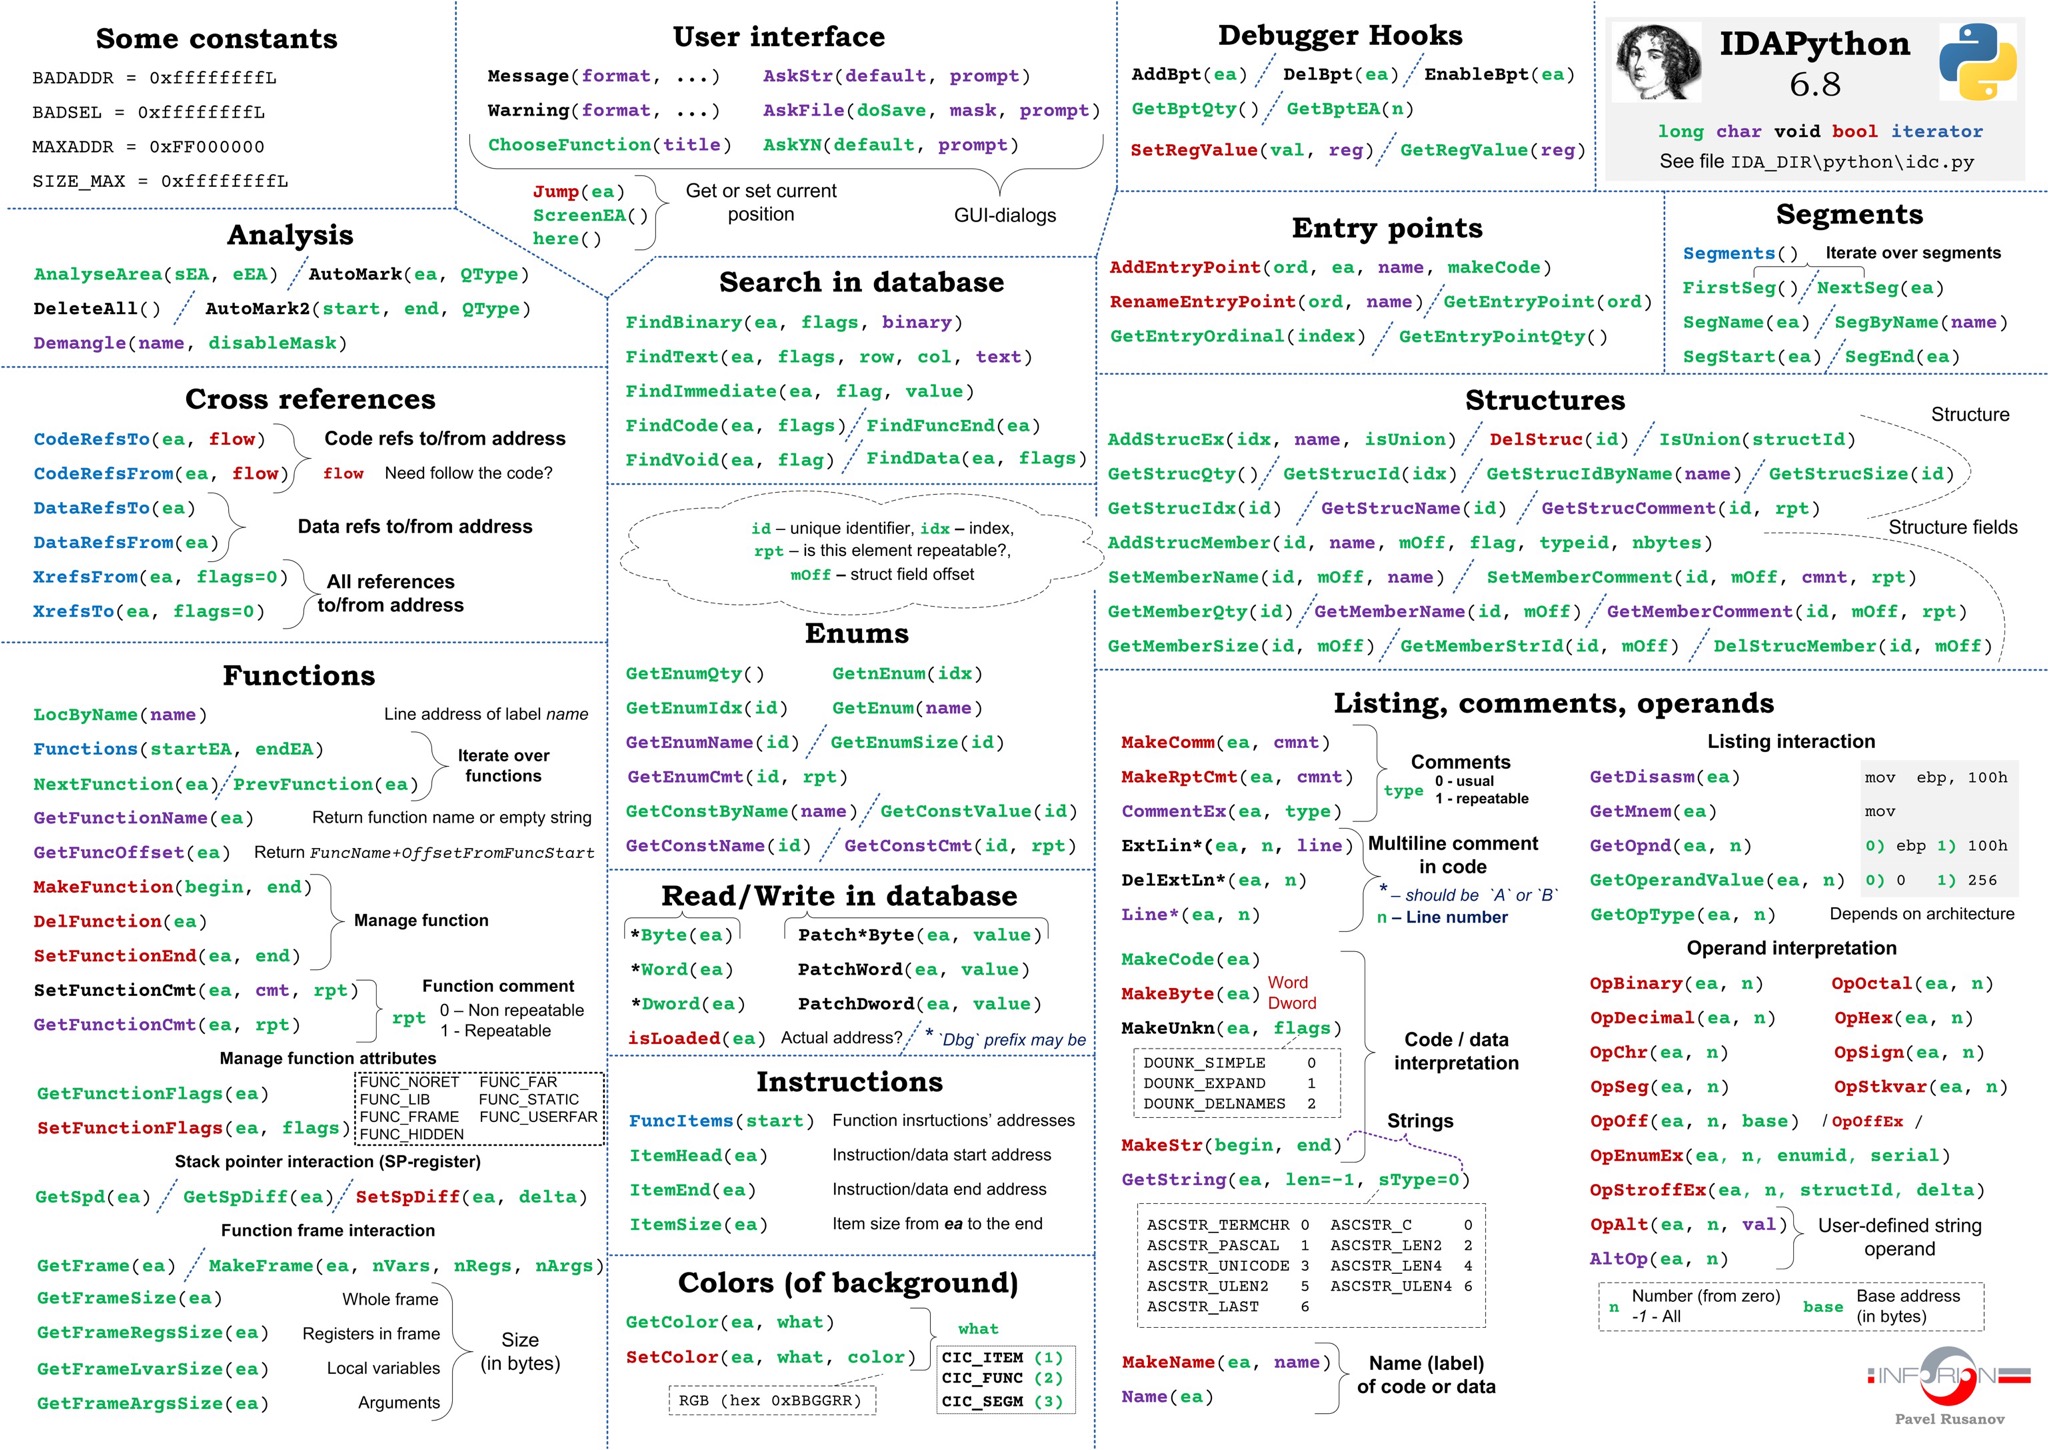 Some constants
BADADDR = 0xffffffffL
BADSEL = 0xffffffffL
MAXADDR = 0xFF000000
SIZE_MAX = 0xffffffffL
User interface
Message(format, ...) AskStr(default, prompt)
Warning(format, ...) AskFile(doSave, mask, prompt)
ChooseFunction(title) AskYN(default, prompt)
Jump(ea)
ScreenEA()
here()
Get or set current
position
GUI-dialogs
Debugger Hooks
AddBpt(ea) DelBpt(ea) EnableBpt(ea)
GetBptQty() GetBptEA(n)
SetRegValue(val, reg) GetRegValue(reg)
IDAPython
6.8
long char void bool iterator
See file IDA_DIR\python\idc.py
Analysis
AnalyseArea(sEA, eEA) AutoMark(ea, QType)
DeleteAll() AutoMark2(start, end, QType)
Demangle(name, disableMask)
Search in database
FindBinary(ea, flags, binary)
FindText(ea, flags, row, col, text)
FindImmediate(ea, flag, value)
FindCode(ea, flags) FindFuncEnd(ea)
FindVoid(ea, flag) FindData(ea, flags)
Entry points
AddEntryPoint(ord, ea, name, makeCode)
RenameEntryPoint(ord, name) GetEntryPoint(ord)
GetEntryOrdinal(index) GetEntryPointQty()
Segments
Segments() Iterate over segments
FirstSeg() NextSeg(ea)
SegName(ea) SegByName(name)
SegStart(ea) SegEnd(ea)
Cross references
CodeRefsTo(ea, flow)
CodeRefsFrom(ea, flow)
Code refs to/from address
flow Need follow the code?
DataRefsTo(ea)
DataRefsFrom(ea)
Data refs to/from address
XrefsFrom(ea, flags=0)
XrefsTo(ea, flags=0)
All references
to/from address
id – unique identifier, idx – index,
rpt – is this element repeatable?,
mOff – struct field offset
Structures
Structure
AddStrucEx(idx, name, isUnion) DelStruc(id) IsUnion(structId)
GetStrucQty() GetStrucId(idx) GetStrucIdByName(name) GetStrucSize(id)
GetStrucIdx(id) GetStrucName(id) GetStrucComment(id, rpt)
Structure fields
AddStrucMember(id, name, mOff, flag, typeid, nbytes)
SetMemberName(id, mOff, name) SetMemberComment(id, mOff, cmnt, rpt)
GetMemberQty(id) GetMemberName(id, mOff) GetMemberComment(id, mOff, rpt)
GetMemberSize(id, mOff) GetMemberStrId(id, mOff) DelStrucMember(id, mOff)
Enums
GetEnumQty() GetnEnum(idx)
GetEnumIdx(id) GetEnum(name)
GetEnumName(id) GetEnumSize(id)
GetEnumCmt(id, rpt)
GetConstByName(name) GetConstValue(id)
GetConstName(id) GetConstCmt(id, rpt)
Functions
LocByName(name) Line address of label name
Functions(startEA, endEA)
NextFunction(ea) PrevFunction(ea)
Iterate over
functions
GetFunctionName(ea) Return function name or empty string
GetFuncOffset(ea) Return FuncName+OffsetFromFuncStart
MakeFunction(begin, end)
DelFunction(ea)
SetFunctionEnd(ea, end)
Manage function
SetFunctionCmt(ea, cmt, rpt)
GetFunctionCmt(ea, rpt)
Function comment
rpt 0 – Non repeatable
1 - Repeatable
Manage function attributes
GetFunctionFlags(ea)
SetFunctionFlags(ea, flags)
FUNC_NORET FUNC_FAR
FUNC_LIB FUNC_STATIC
FUNC_FRAME FUNC_USERFAR
FUNC_HIDDEN
Stack pointer interaction (SP-register)
GetSpd(ea) GetSpDiff(ea) SetSpDiff(ea, delta)
Function frame interaction
GetFrame(ea) MakeFrame(ea, nVars, nRegs, nArgs)
GetFrameSize(ea) Whole frame
GetFrameRegsSize(ea) Registers in frame
GetFrameLvarSize(ea) Local variables
GetFrameArgsSize(ea) Arguments
Size
(in bytes)
Read/Write in database
*Byte(ea) Patch*Byte(ea, value)
*Word(ea) PatchWord(ea, value)
*Dword(ea) PatchDword(ea, value)
isLoaded(ea) Actual address? * `Dbg` prefix may be
Instructions
FuncItems(start) Function insrtuctions’ addresses
ItemHead(ea) Instruction/data start address
ItemEnd(ea) Instruction/data end address
ItemSize(ea) Item size from ea to the end
Colors (of background)
GetColor(ea, what)
SetColor(ea, what, color)
RGB (hex 0xBBGGRR)
what
CIC_ITEM (1)
CIC_FUNC (2)
CIC_SEGM (3)
Listing, comments, operands
MakeComm(ea, cmnt)
MakeRptCmt(ea, cmnt)
CommentEx(ea, type)
Comments
type 0 - usual
1 - repeatable
ExtLin*(ea, n, line)
DelExtLn*(ea, n)
Line*(ea, n)
Multiline comment
in code
* – should be `A` or `B`
n – Line number
MakeCode(ea)
MakeByte(ea) Word
Dword
MakeUnkn(ea, flags)
DOUNK_SIMPLE 0
DOUNK_EXPAND 1
DOUNK_DELNAMES 2
Code / data
interpretation
Strings
MakeStr(begin, end)
GetString(ea, len=-1, sType=0)
ASCSTR_TERMCHR 0 ASCSTR_C 0
ASCSTR_PASCAL 1 ASCSTR_LEN2 2
ASCSTR_UNICODE 3 ASCSTR_LEN4 4
ASCSTR_ULEN2 5 ASCSTR_ULEN4 6
ASCSTR_LAST 6
MakeName(ea, name)
Name(ea)
Name (label)
of code or data
Listing interaction
GetDisasm(ea) mov ebp, 100h
GetMnem(ea) mov
GetOpnd(ea, n) 0) ebp 1) 100h
GetOperandValue(ea, n) 0) 0 1) 256
GetOpType(ea, n) Depends on architecture
Operand interpretation
OpBinary(ea, n) OpOctal(ea, n)
OpDecimal(ea, n) OpHex(ea, n)
OpChr(ea, n) OpSign(ea, n)
OpSeg(ea, n) OpStkvar(ea, n)
OpOff(ea, n, base) /OpOffEx /
OpEnumEx(ea, n, enumid, serial)
OpStroffEx(ea, n, structId, delta)
OpAlt(ea, n, val)
AltOp(ea, n)
User-defined string
operand
n Number (from zero)
-1 - All
base Base address
(in bytes)
INFORION
Pavel Rusanov